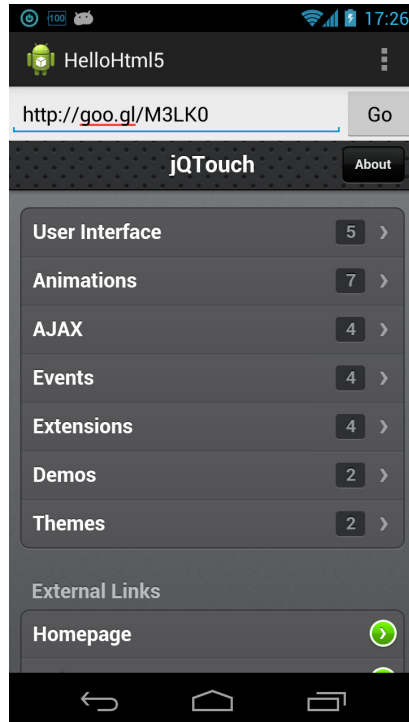 100
17:26
HelloHtml5
http://goo.gl/M3LK0
Go
jQTouch
About
User Interface 5
Animations 7
AJAX 4
Events 4
Extensions 4
Demos 2
Themes 2
External Links
Homepage